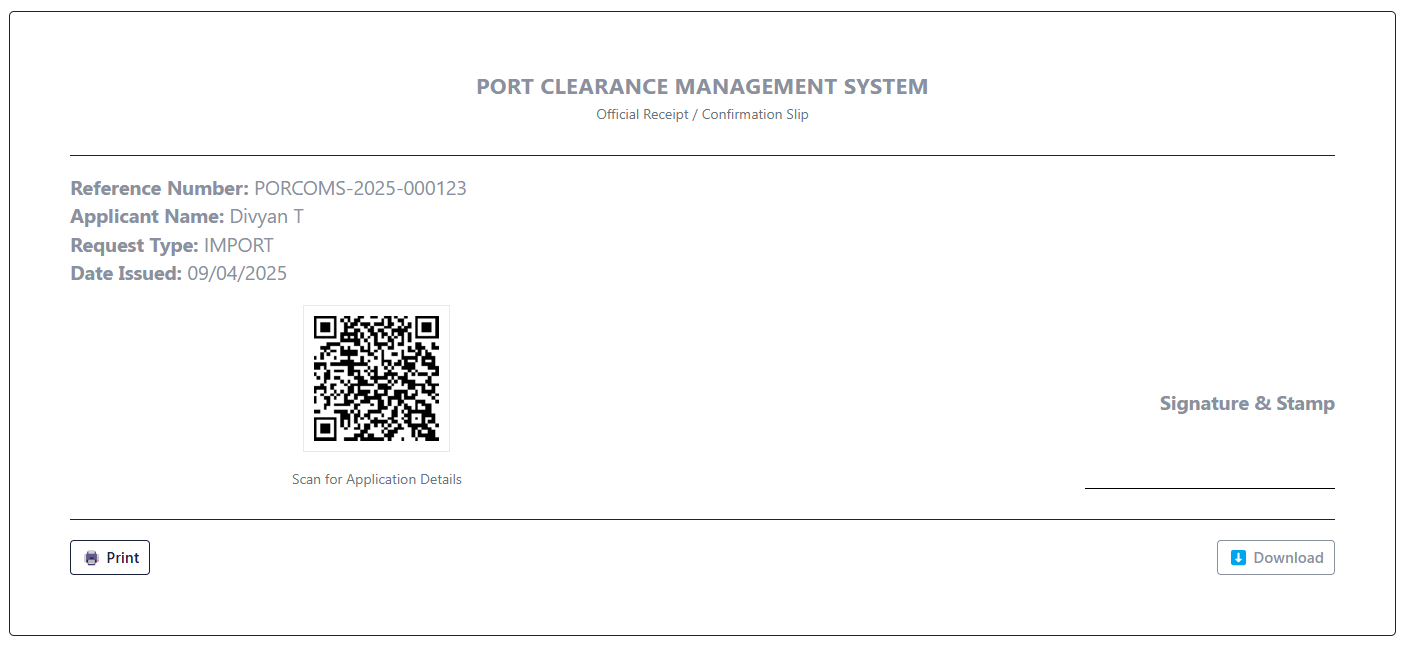 PORT CLEARANCE MANAGEMENT SYSTEM
Official Receipt / Confirmation Slip
Reference Number: PORCOMS-2025-000123
Applicant Name: Divyan T
Request Type: IMPORT
Date Issued: 09/04/2025
Scan for Application Details
Signature & Stamp
Print
Download